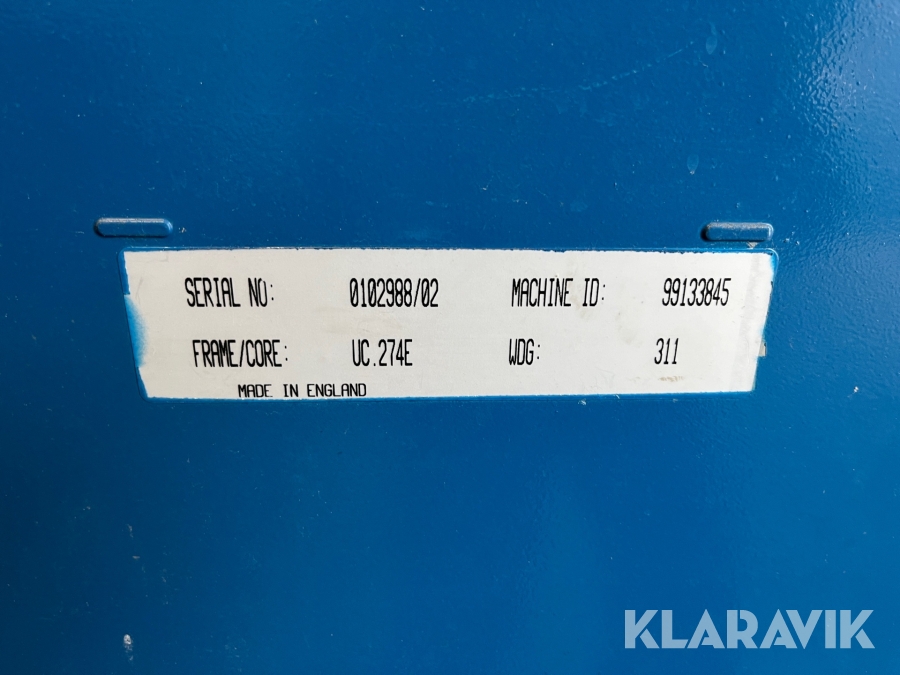 SERIAL NO: 0102988/02 MACHINE ID: 99133845
FRAME/CORE: UC.274E WDG: 311
MADE IN ENGLAND
KLARAVIK